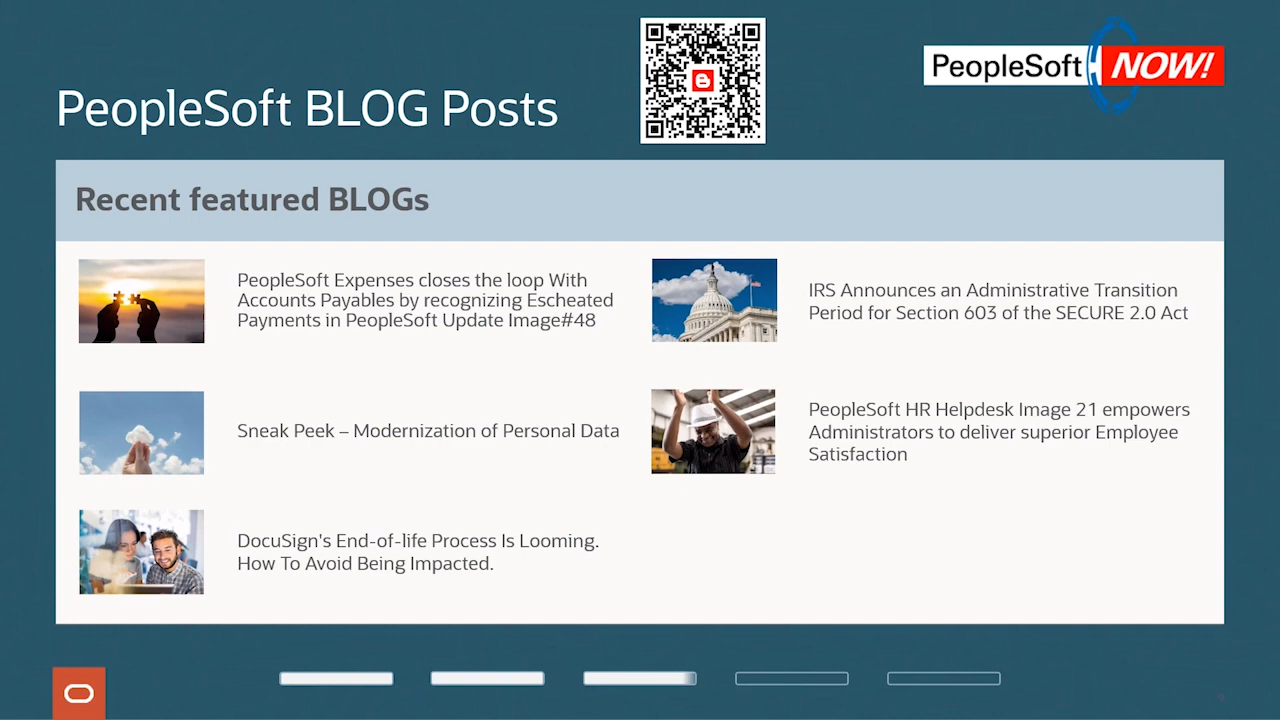 PeopleSoft NOW!
PeopleSoft BLOG Posts
Recent featured BLOGs
PeopleSoft Expenses closes the loop With
Accounts Payables by recognizing Escheated
Payments in PeopleSoft Update Image#48
IRS Announces an Administrative Transition
Period for Section 603 of the SECURE 2.0 Act
Sneak Peek – Modernization of Personal Data
PeopleSoft HR Helpdesk Image 21 empowers
Administrators to deliver superior Employee
Satisfaction
DocuSign's End-of-life Process Is Looming.
How To Avoid Being Impacted.